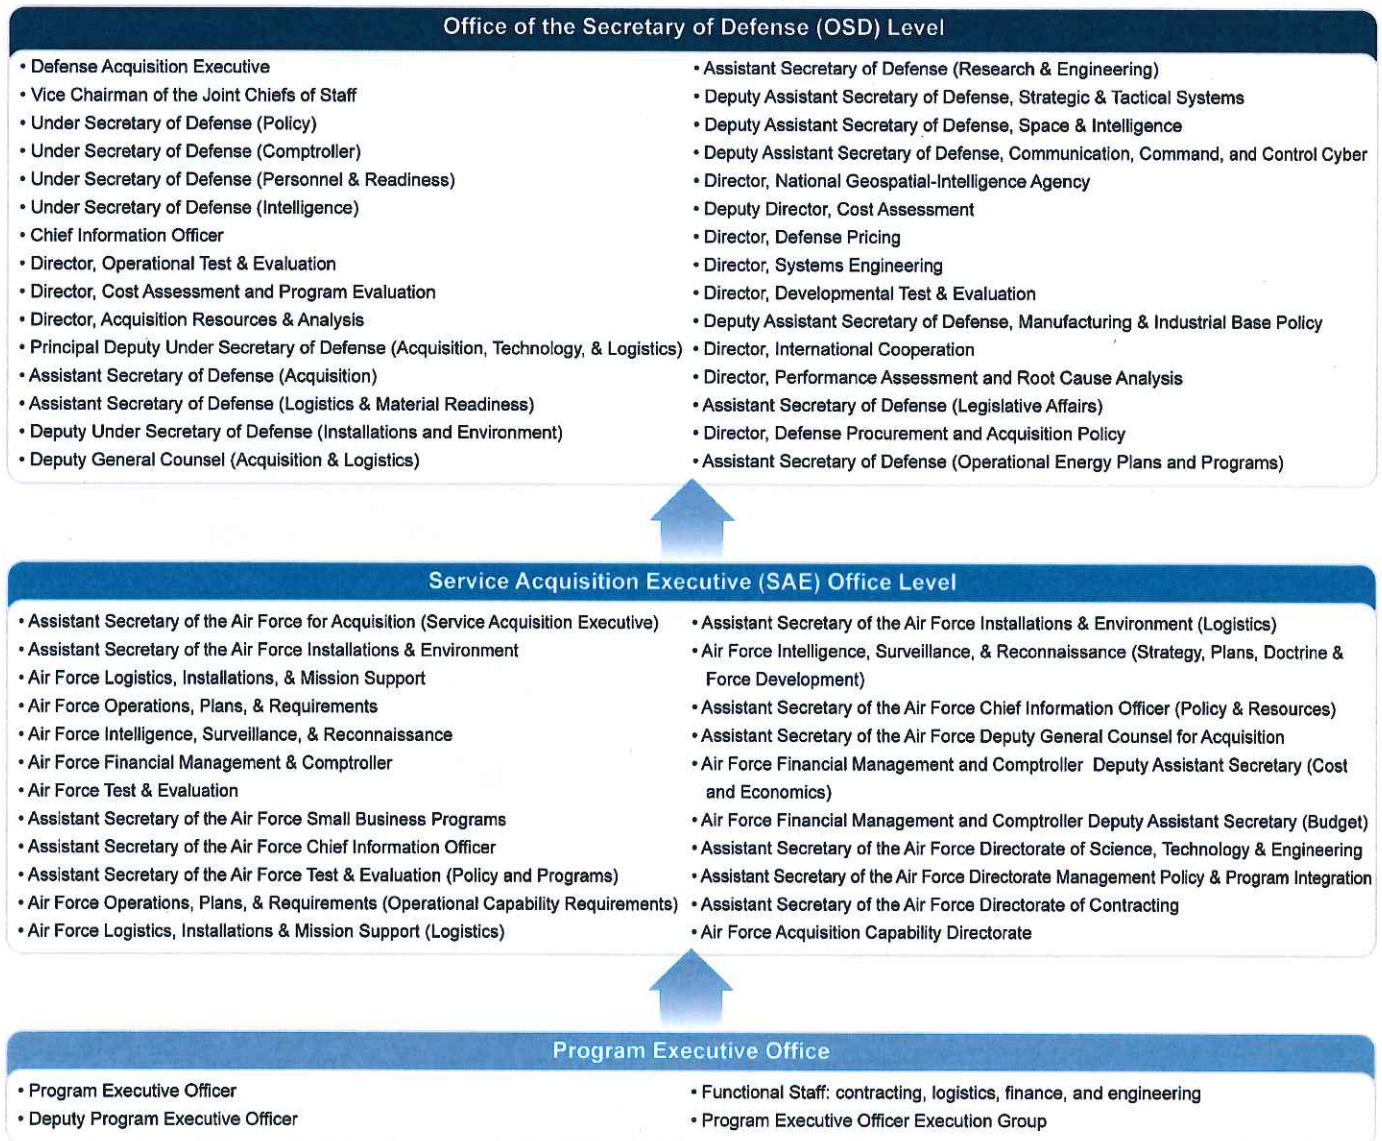 Office of the Secretary of Defense (OSD) Level
• Defense Acquisition Executive
• Vice Chairman of the Joint Chiefs of Staff
• Under Secretary of Defense (Policy)
• Under Secretary of Defense (Comptroller)
• Under Secretary of Defense (Personnel & Readiness)
• Under Secretary of Defense (Intelligence)
• Chief Information Officer
• Director, Operational Test & Evaluation
• Director, Cost Assessment and Program Evaluation
• Director, Acquisition Resources & Analysis
• Principal Deputy Under Secretary of Defense (Acquisition, Technology, & Logistics)
• Assistant Secretary of Defense (Acquisition)
• Assistant Secretary of Defense (Logistics & Material Readiness)
• Deputy Under Secretary of Defense (Installations and Environment)
• Deputy General Counsel (Acquisition & Logistics)
• Assistant Secretary of Defense (Research & Engineering)
• Deputy Assistant Secretary of Defense, Strategic & Tactical Systems
• Deputy Assistant Secretary of Defense, Space & Intelligence
• Deputy Assistant Secretary of Defense, Communication, Command, and Control Cyber
• Director, National Geospatial-Intelligence Agency
• Deputy Director, Cost Assessment
• Director, Defense Pricing
• Director, Systems Engineering
• Director, Developmental Test & Evaluation
• Deputy Assistant Secretary of Defense, Manufacturing & Industrial Base Policy
• Director, International Cooperation
• Director, Performance Assessment and Root Cause Analysis
• Assistant Secretary of Defense (Legislative Affairs)
• Director, Defense Procurement and Acquisition Policy
• Assistant Secretary of Defense (Operational Energy Plans and Programs)
Service Acquisition Executive (SAE) Office Level
• Assistant Secretary of the Air Force for Acquisition (Service Acquisition Executive)
• Assistant Secretary of the Air Force Installations & Environment
• Air Force Logistics, Installations, & Mission Support
• Air Force Operations, Plans, & Requirements
• Air Force Intelligence, Surveillance, & Reconnaissance
• Air Force Financial Management & Comptroller
• Air Force Test & Evaluation
• Assistant Secretary of the Air Force Small Business Programs
• Assistant Secretary of the Air Force Chief Information Officer
• Assistant Secretary of the Air Force Test & Evaluation (Policy and Programs)
• Air Force Operations, Plans, & Requirements (Operational Capability Requirements)
• Air Force Logistics, Installations & Mission Support (Logistics)
• Assistant Secretary of the Air Force Installations & Environment (Logistics)
• Air Force Intelligence, Surveillance, & Reconnaissance (Strategy, Plans, Doctrine &
Force Development)
• Assistant Secretary of the Air Force Chief Information Officer (Policy & Resources)
• Assistant Secretary of the Air Force Deputy General Counsel for Acquisition
• Air Force Financial Management and Comptroller Deputy Assistant Secretary (Cost
and Economics)
• Air Force Financial Management and Comptroller Deputy Assistant Secretary (Budget)
• Assistant Secretary of the Air Force Directorate of Science, Technology & Engineering
• Assistant Secretary of the Air Force Directorate Management Policy & Program Integration
• Assistant Secretary of the Air Force Directorate of Contracting
• Air Force Acquisition Capability Directorate
Program Executive Office
• Program Executive Officer
• Deputy Program Executive Officer
• Functional Staff: contracting, logistics, finance, and engineering
• Program Executive Officer Execution Group